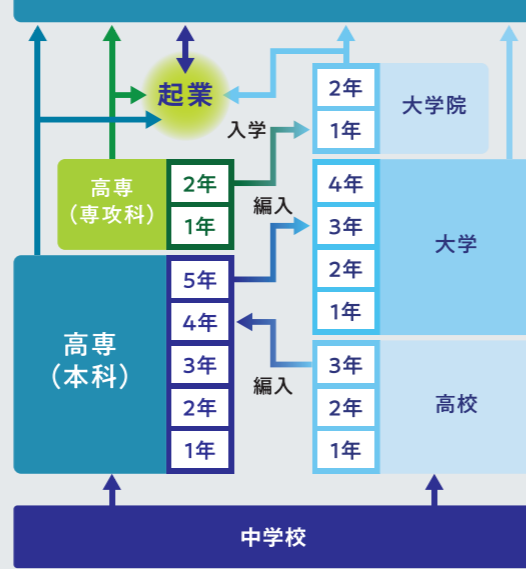 起業
2年
1年
大学院
入学
高専
（専攻科）
2年
1年
編入
4年
3年
2年
1年
大学
高専
（本科）
5年
4年
3年
2年
1年
編入
3年
2年
1年
高校
中学校